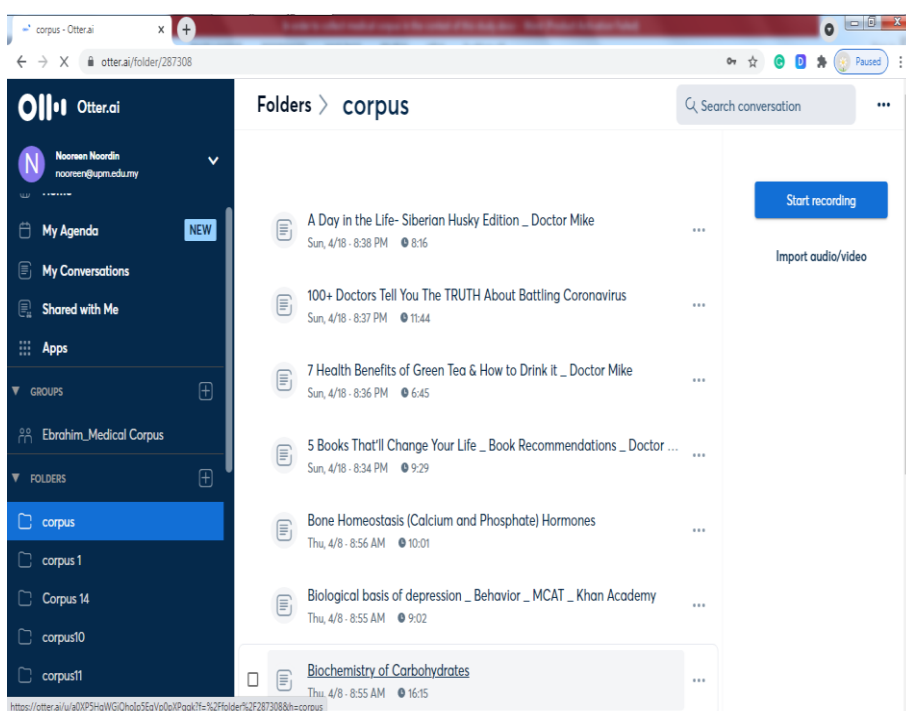 corpus - Otter.ai
otter.ai/folder/287308
Paused
Otter.ai
Folders > corpus
Search conversation
N
Nooreen Noordin
nooreen@upm.edu.my
My Agenda
NEW
My Conversations
Shared with Me
Apps
GROUPS
Ebrahim_Medical Corpus
FOLDERS
corpus
corpus 1
Corpus 14
corpus10
corpus11
A Day in the Life- Siberian Husky Edition _ Doctor Mike
Sun, 4/18 - 8:38 PM 8:16
100+ Doctors Tell You The TRUTH About Battling Coronavirus
Sun, 4/18 - 8:37 PM 11:44
7 Health Benefits of Green Tea & How to Drink it _ Doctor Mike
Sun, 4/18 - 8:36 PM 6:45
5 Books That'll Change Your Life _ Book Recommendations _ Doctor ...
Sun, 4/18 - 8:34 PM 9:29
Bone Homeostasis (Calcium and Phosphate) Hormones
Thu, 4/8 - 8:56 AM 10:01
Biological basis of depression _ Behavior _ MCAT _ Khan Academy
Thu, 4/8 - 8:55 AM 9:02
Biochemistry of Carbohydrates
Thu, 4/8 - 8:55 AM 16:15
Start recording
Import audio/video